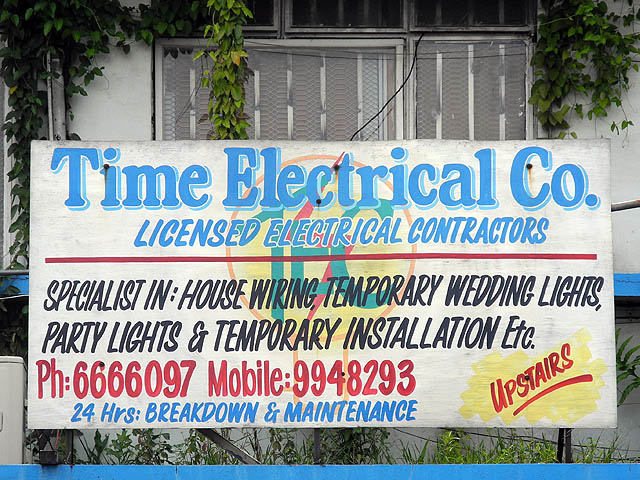 Time Electrical Co.
LICENSED ELECTRICAL CONTRACTORS
SPECIALIST IN: HOUSE WIRING, TEMPORARY WEDDING LIGHTS,
PARTY LIGHTS & TEMPORARY INSTALLATION Etc.
Ph: 6666097 Mobile: 9948293
24 Hrs: BREAKDOWN & MAINTENANCE
UPSTAIRS
TEC